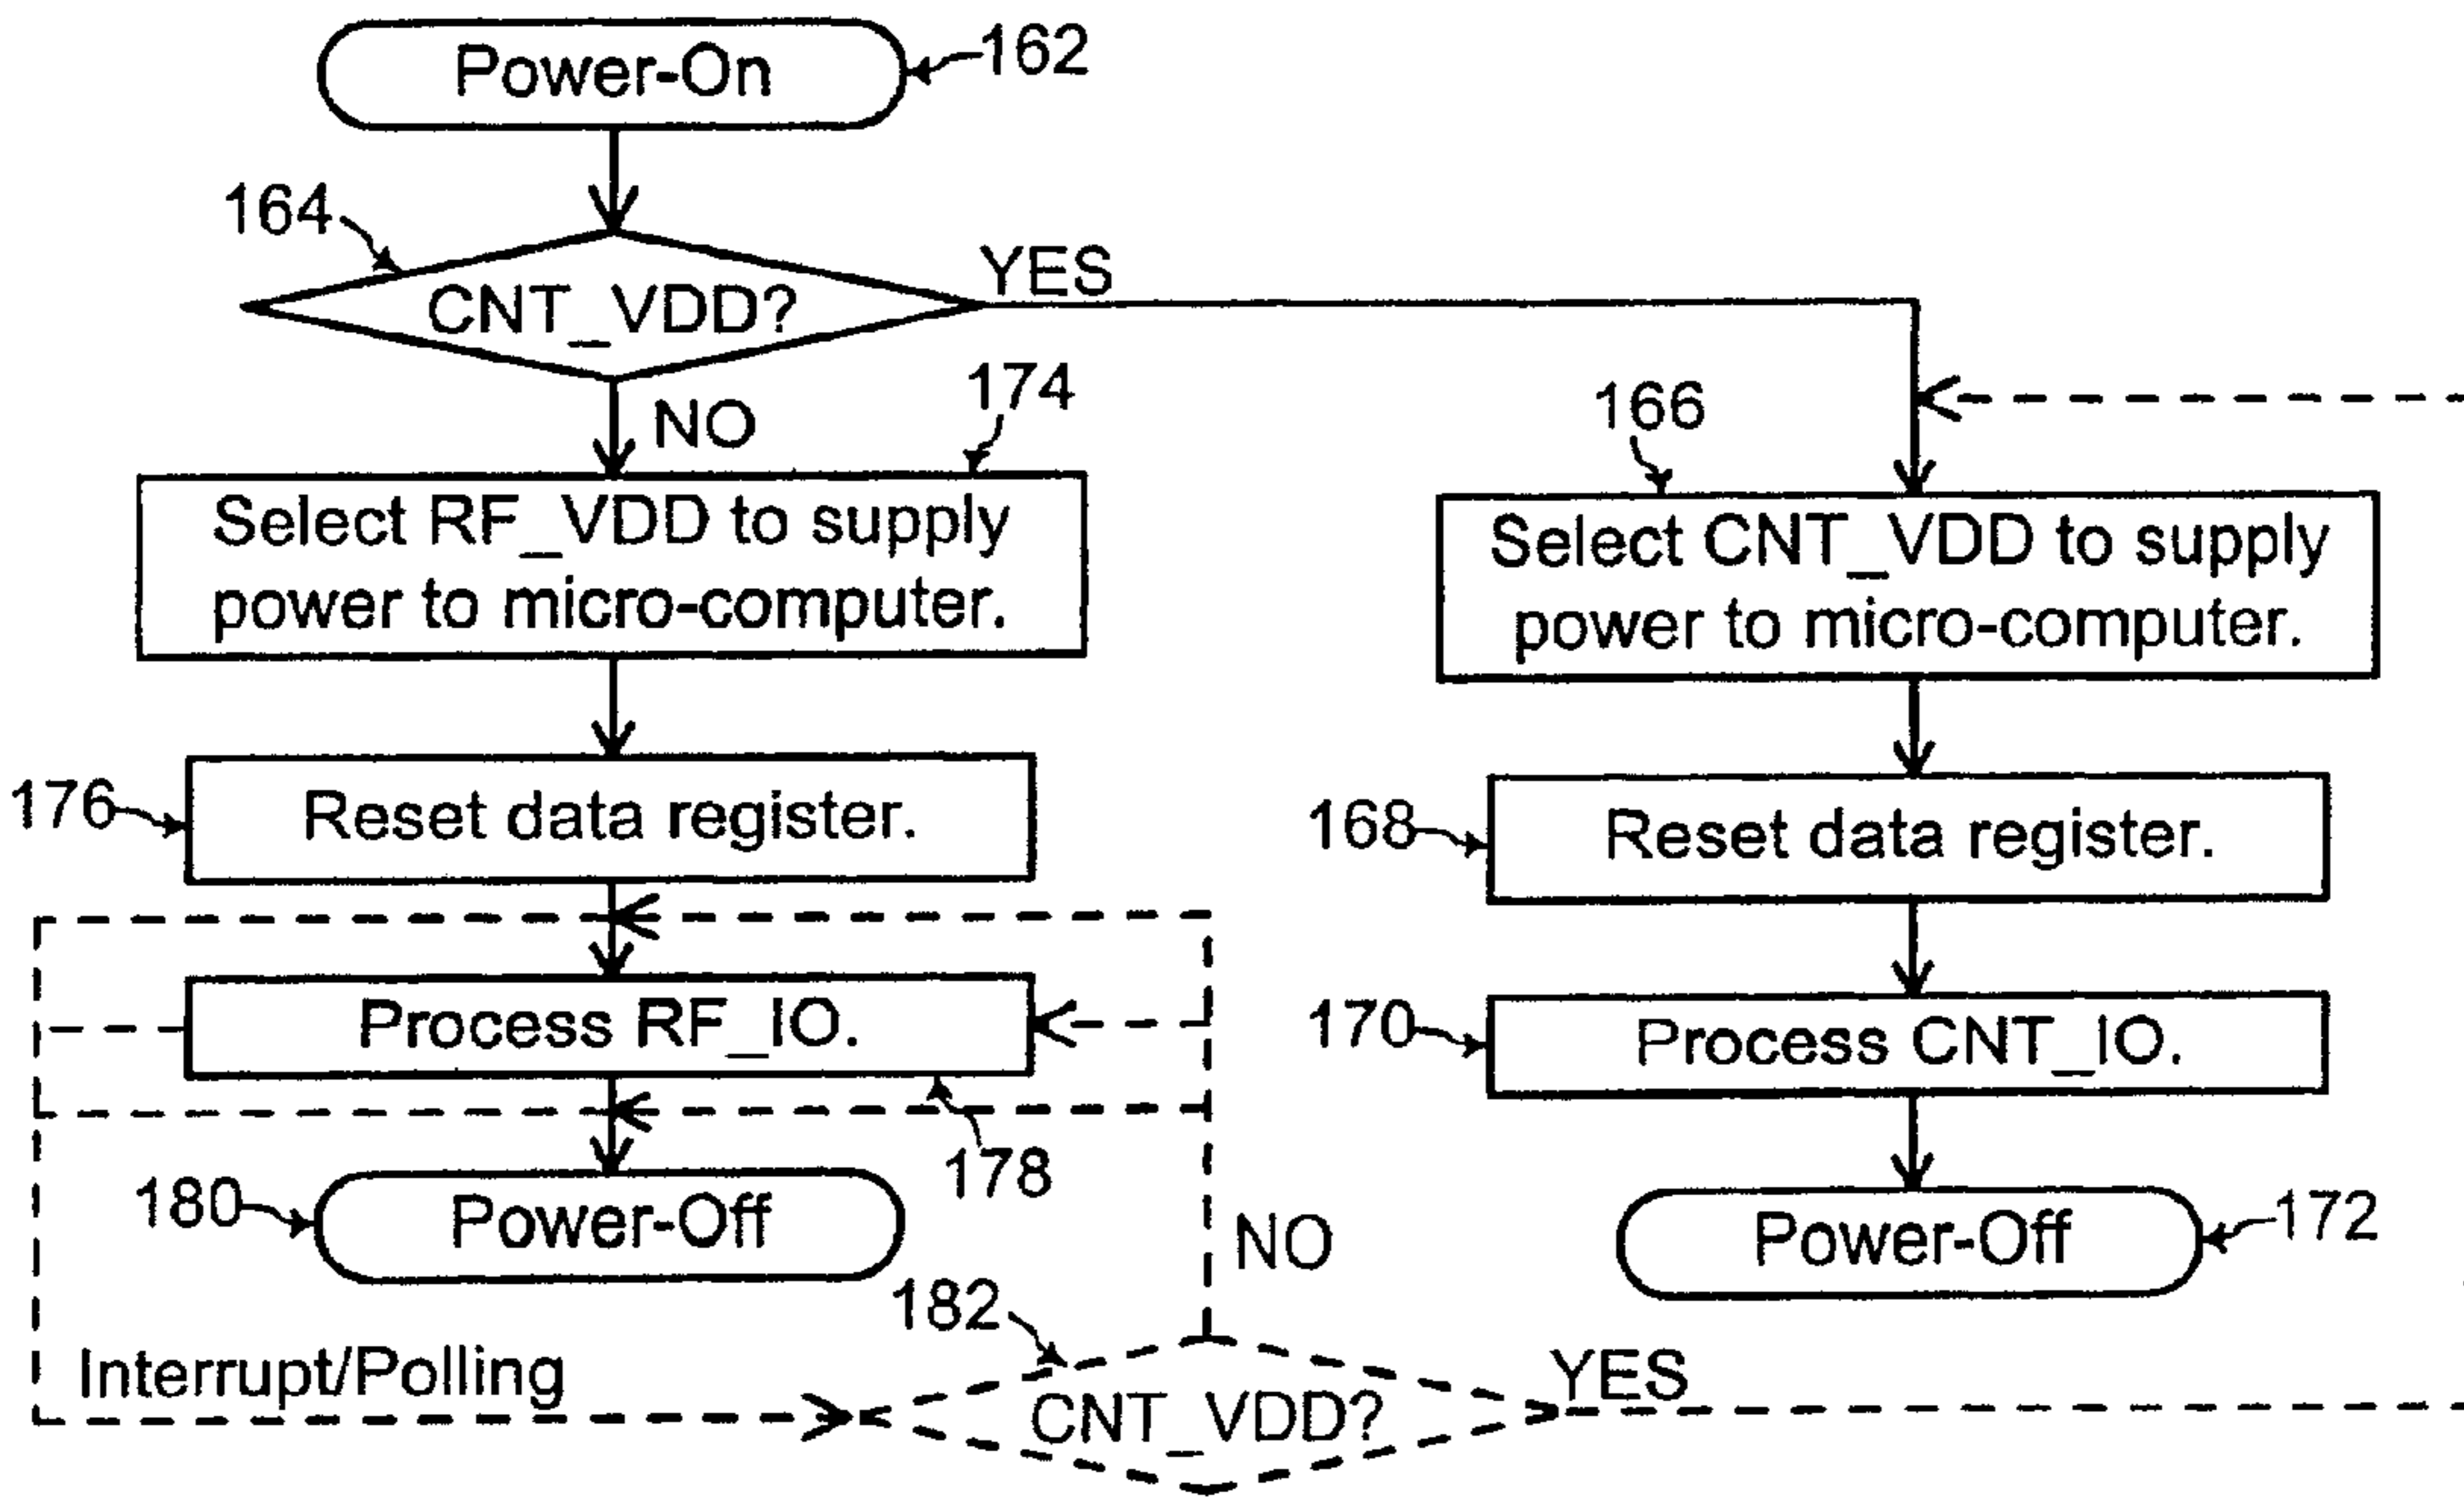 Power-On
162
164
CNT_VDD?
YES
NO
174
Select RF_VDD to supply
power to micro-computer.
166
Select CNT_VDD to supply
power to micro-computer.
176
Reset data register.
168
Reset data register.
Process RF_IO.
178
170
Process CNT_IO.
180
Power-Off
172
Power-Off
NO
182
Interrupt/Polling
CNT_VDD?
YES